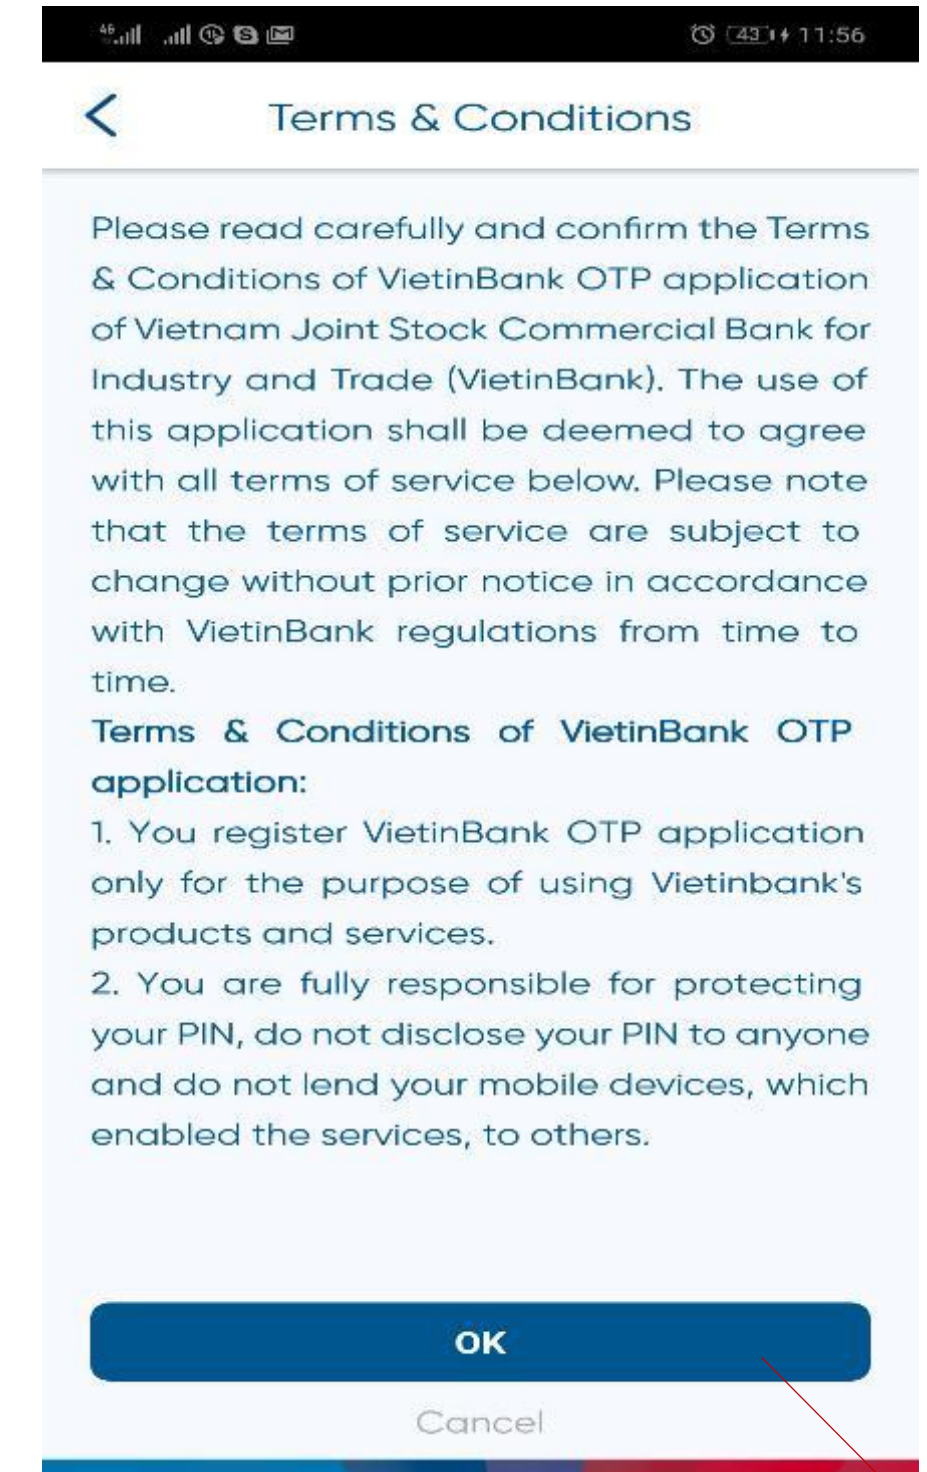 46
43
11:56
Terms & Conditions
Please read carefully and confirm the Terms
& Conditions of VietinBank OTP application
of Vietnam Joint Stock Commercial Bank for
Industry and Trade (VietinBank). The use of
this application shall be deemed to agree
with all terms of service below. Please note
that the terms of service are subject to
change without prior notice in accordance
with VietinBank regulations from time to
time.
Terms & Conditions of VietinBank OTP
application:
1. You register VietinBank OTP application
only for the purpose of using Vietinbank's
products and services.
2. You are fully responsible for protecting
your PIN, do not disclose your PIN to anyone
and do not lend your mobile devices, which
enabled the services, to others.
OK
Cancel